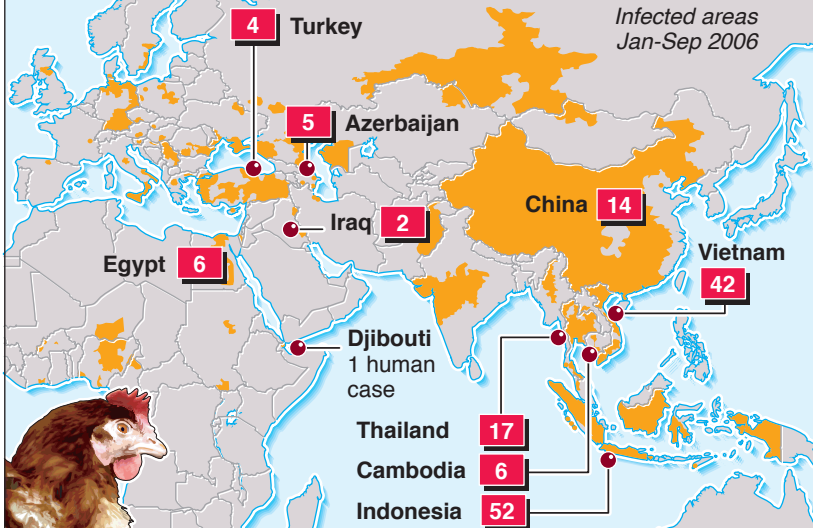 4 Turkey
Infected areas
Jan-Sep 2006
5 Azerbaijan
China 14
Iraq 2
Vietnam
42
Egypt 6
Djibouti
1 human
case
Thailand 17
Cambodia 6
Indonesia 52